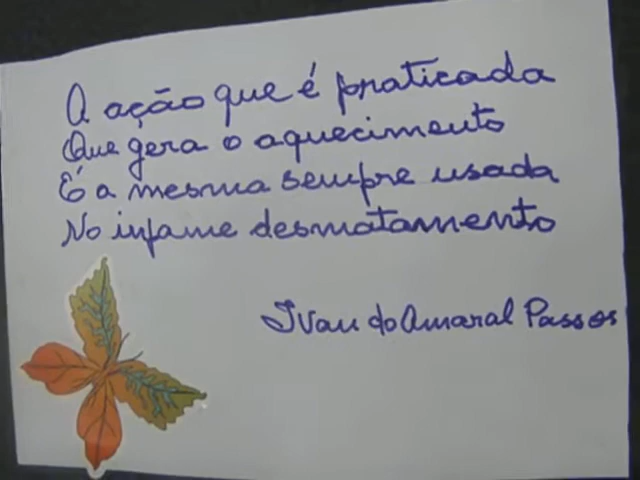 A ação que é praticada
Que gera o aquecimento
É a mesma sempre usada
No infame desmatamento
Ivan do Amaral Passos